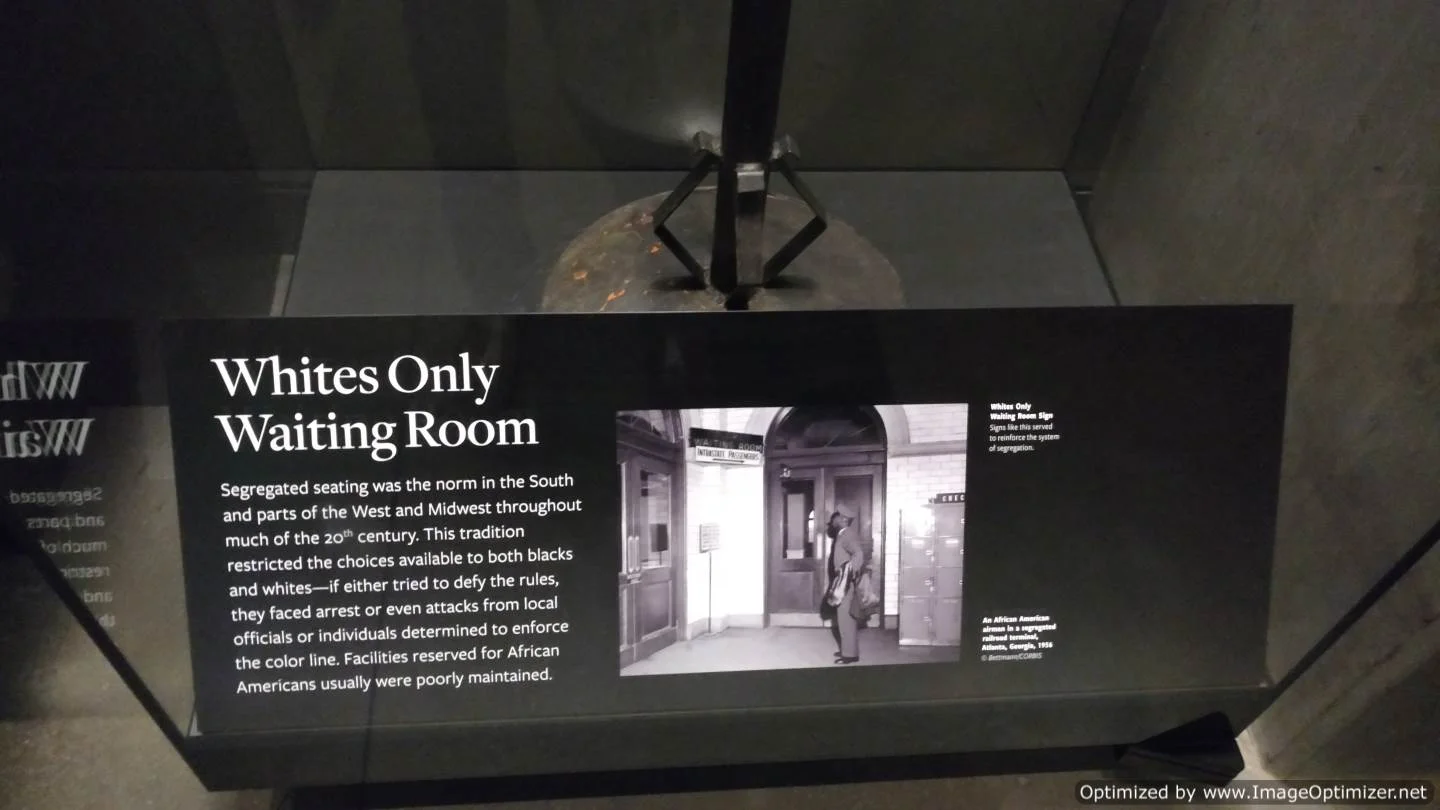 Whites Only
Waiting Room
Segregated seating was the norm in the South
and parts of the West and Midwest throughout
much of the 20th century. This tradition
restricted the choices available to both blacks
and whites—if either tried to defy the rules,
they faced arrest or even attacks from local
officials or individuals determined to enforce
the color line. Facilities reserved for African
Americans usually were poorly maintained.
WAITING ROOM
INTRASTATE PASSENGERS
CHEC
Whites Only
Waiting Room Sign
Signs like this served
to reinforce the system
of segregation.
An African American
airman in a segregated
railroad terminal,
Atlanta, Georgia, 1956
© Bettmann/CORBIS
Optimized by www.ImageOptimizer.net